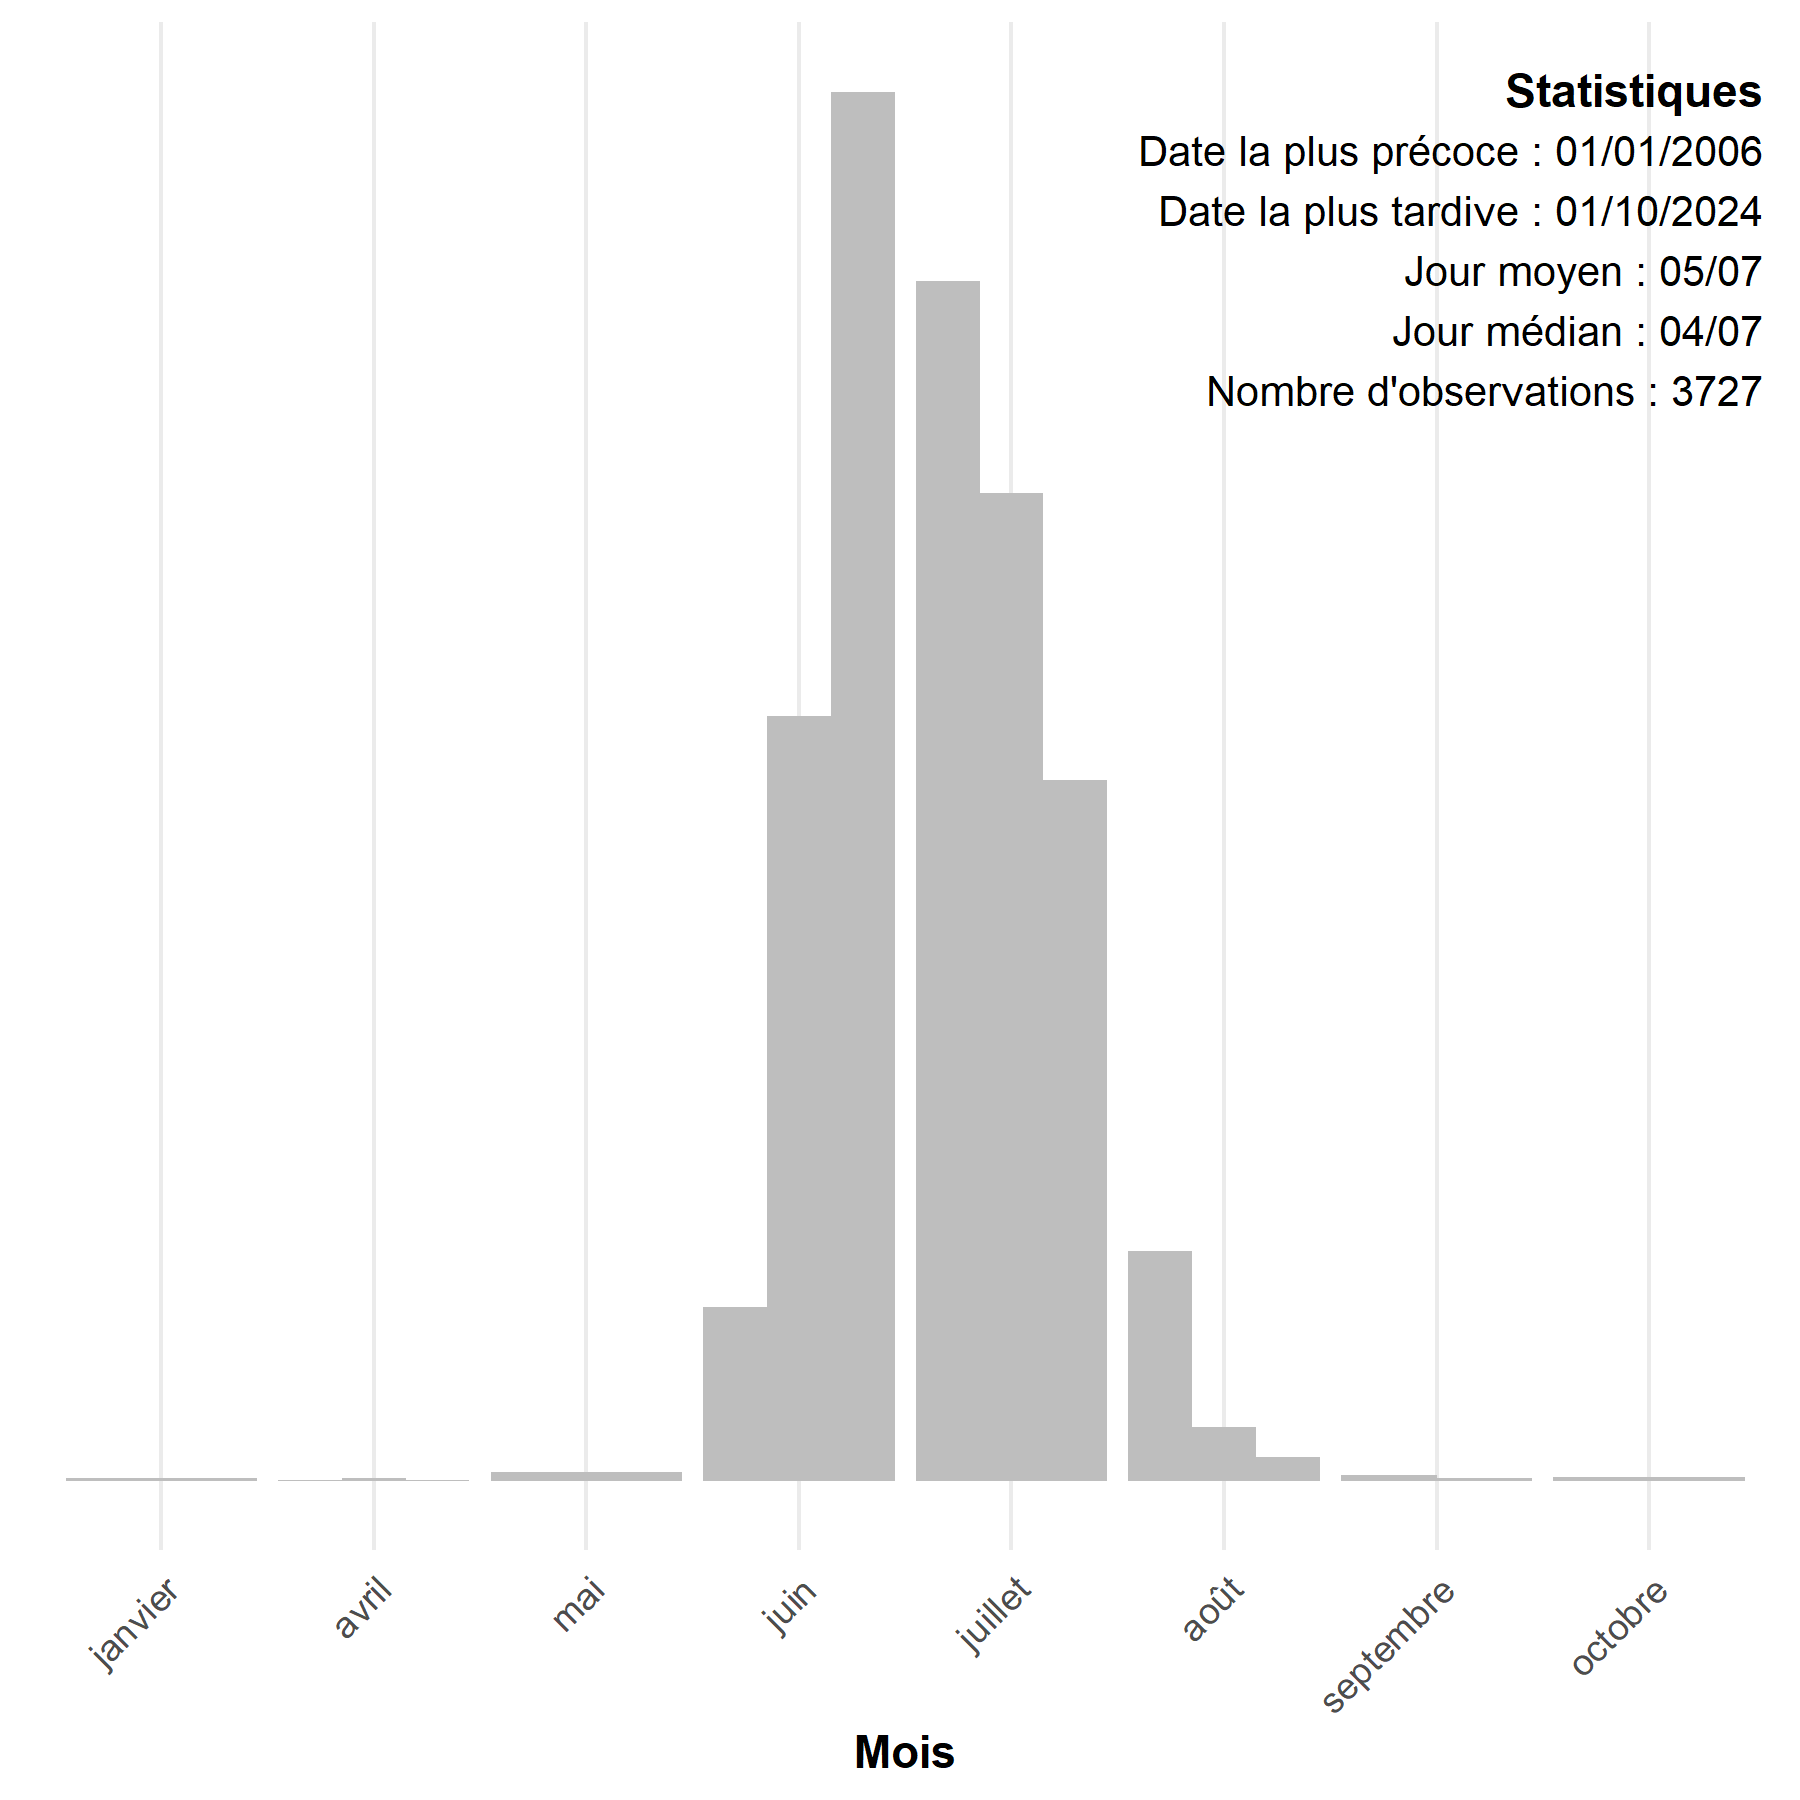 Statistiques
Date la plus précoce : 01/01/2006
Date la plus tardive : 01/10/2024
Jour moyen : 05/07
Jour médian : 04/07
Nombre d'observations : 3727
janvier
avril
mai
juin
juillet
août
septembre
octobre
Mois